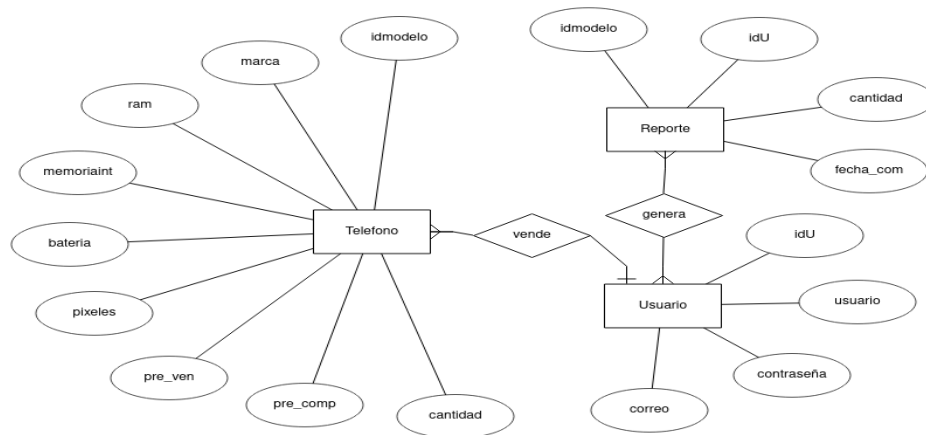 idmodelo
marca
ram
memoriaint
bateria
pixeles
pre_ven
pre_comp
cantidad
Telefono
vende
idmodelo
idU
cantidad
fecha_com
Reporte
genera
idU
usuario
contraseña
correo
Usuario